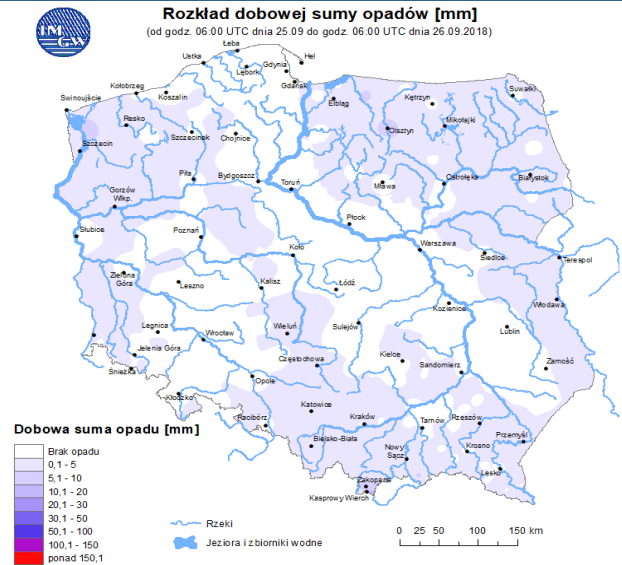 Rozkład dobowej sumy opadów [mm]
(od godz. 06:00 UTC dnia 25.09 do godz. 06:00 UTC dnia 26.09.2018)
IM
GW
Łeba
Ustka
Hel
Lębork
Gdynia
Gdańsk
Kołobrzeg
Koszalin
Świnoujście
Elbląg
Kętrzyn
Suwałki
Resko
Szczecinek
Chojnice
Olsztyn
Mikołajki
Szczecin
Piła
Bydgoszcz
Toruń
Mława
Ostrołęka
Białystok
Gorzów
Wlkp.
Płock
Słubice
Poznań
Koło
Warszawa
Siedlce
Terespol
Zielona
Góra
Leszno
Kalisz
Łódź
Kozienice
Włodawa
Legnica
Wrocław
Wieluń
Sulejów
Lublin
Jelenia Góra
Śnieżka
Częstochowa
Kielce
Sandomierz
Zamość
Opole
Kłodzko
Katowice
Racibórz
Kraków
Tarnów
Rzeszów
Bielsko-Biała
Nowy
Sącz
Krosno
Przemyśl
Lesko
Zakopane
Kasprowy Wierch
Dobowa suma opadu [mm]
Brak opadu
0,1 - 5
5,1 - 10
10,1 - 20
20,1 - 30
30,1 - 50
50,1 - 100
100,1 - 150
ponad 150,1
Rzeki
Jeziora i zbiorniki wodne
0 25 50 100 150 km